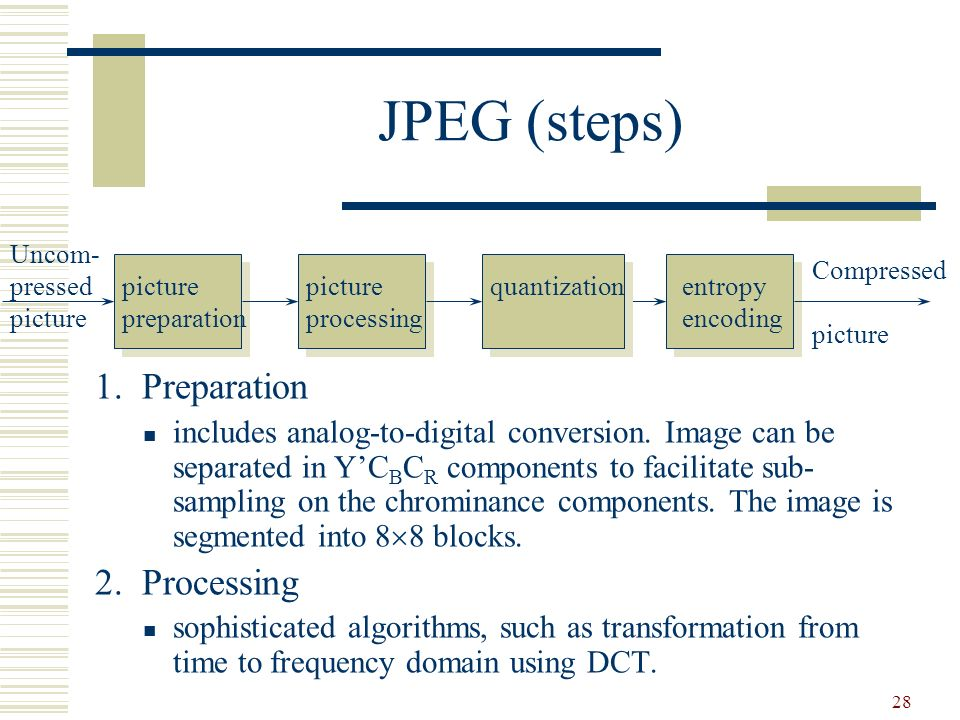 JPEG (steps)
Uncom-
pressed
picture
picture
preparation
picture
processing
quantization
entropy
encoding
Compressed
picture
1. Preparation
■ includes analog-to-digital conversion. Image can be
separated in Y’CBCR components to facilitate sub-
sampling on the chrominance components. The image is
segmented into 8×8 blocks.
2. Processing
■ sophisticated algorithms, such as transformation from
time to frequency domain using DCT.
28